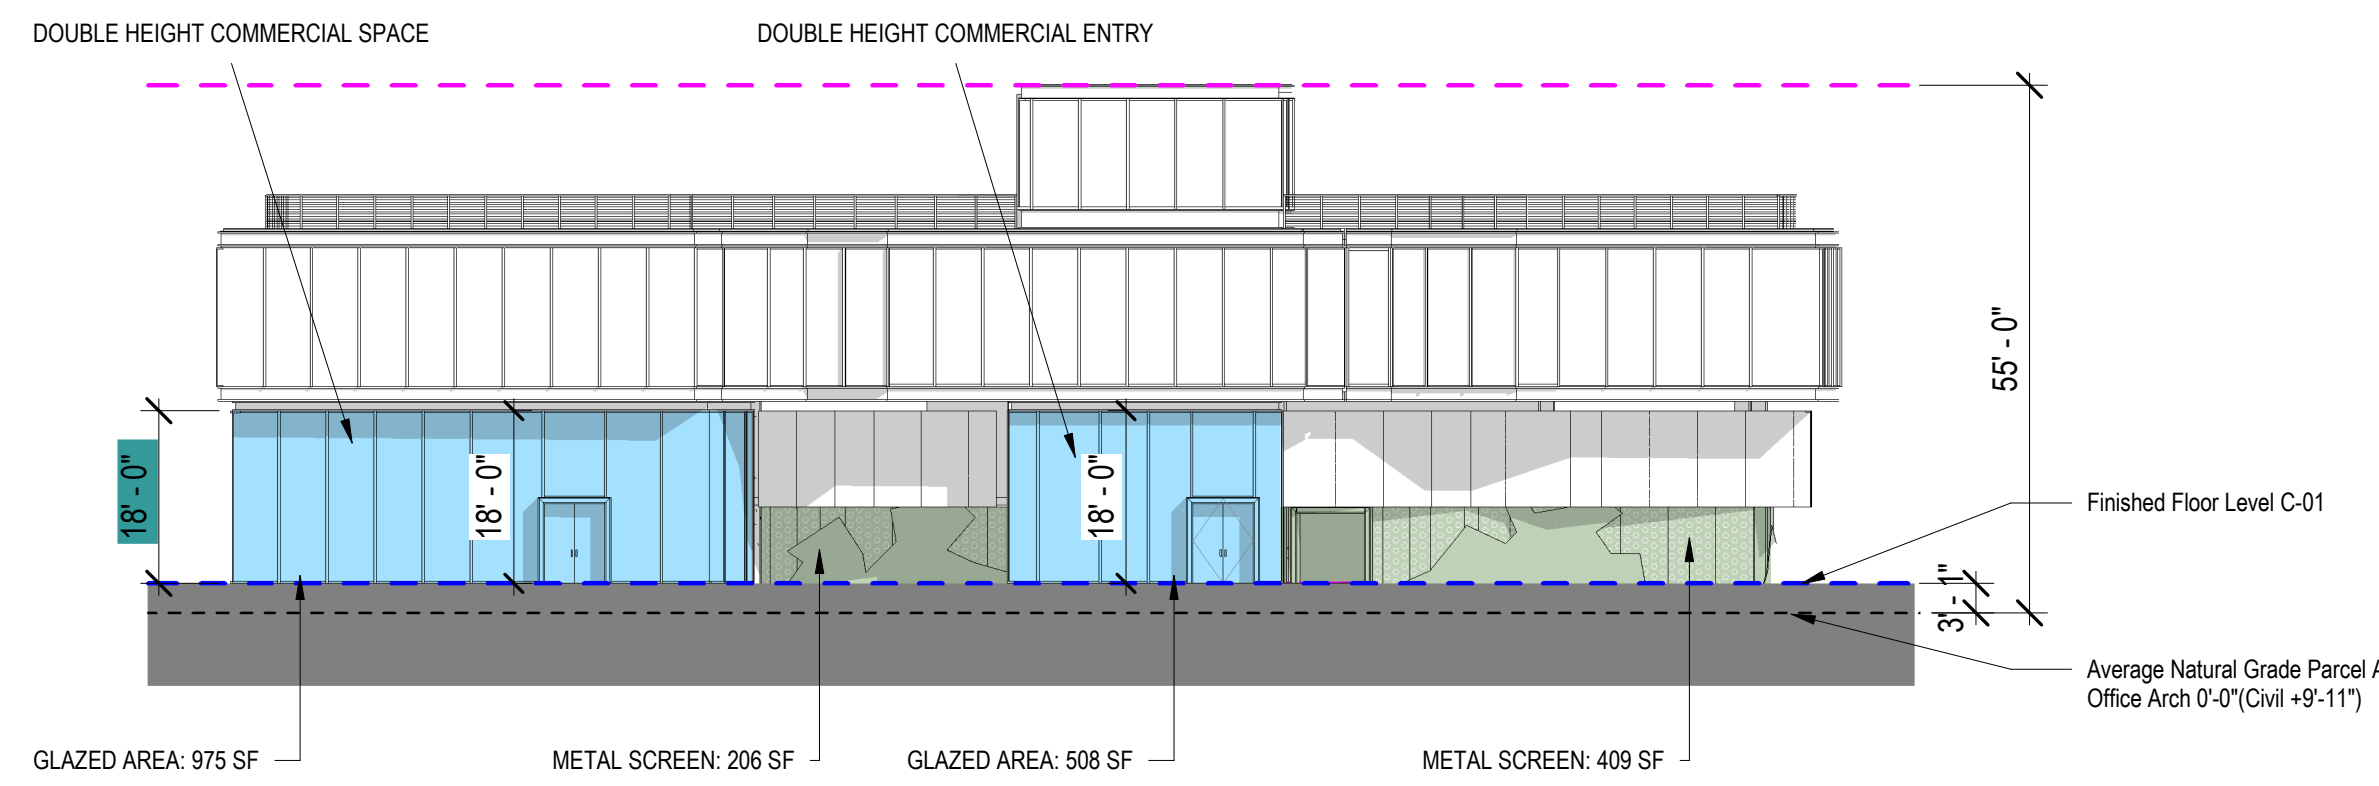 DOUBLE HEIGHT COMMERCIAL SPACE
DOUBLE HEIGHT COMMERCIAL ENTRY
55' - 0"
18' - 0"
18' - 0"
18' - 0"
Finished Floor Level C-01
3' - 1"
Average Natural Grade Parcel A
Office Arch 0'-0"(Civil +9'-11")
GLAZED AREA: 975 SF
METAL SCREEN: 206 SF
GLAZED AREA: 508 SF
METAL SCREEN: 409 SF